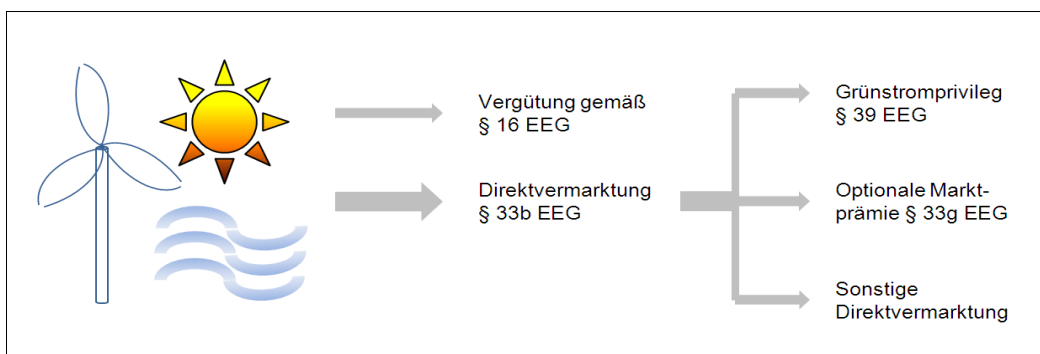 Vergütung gemäß
§ 16 EEG
Direktvermarktung
§ 33b EEG
Grünstromprivileg
§ 39 EEG
Optionale Markt-
prämie § 33g EEG
Sonstige
Direktvermarktung